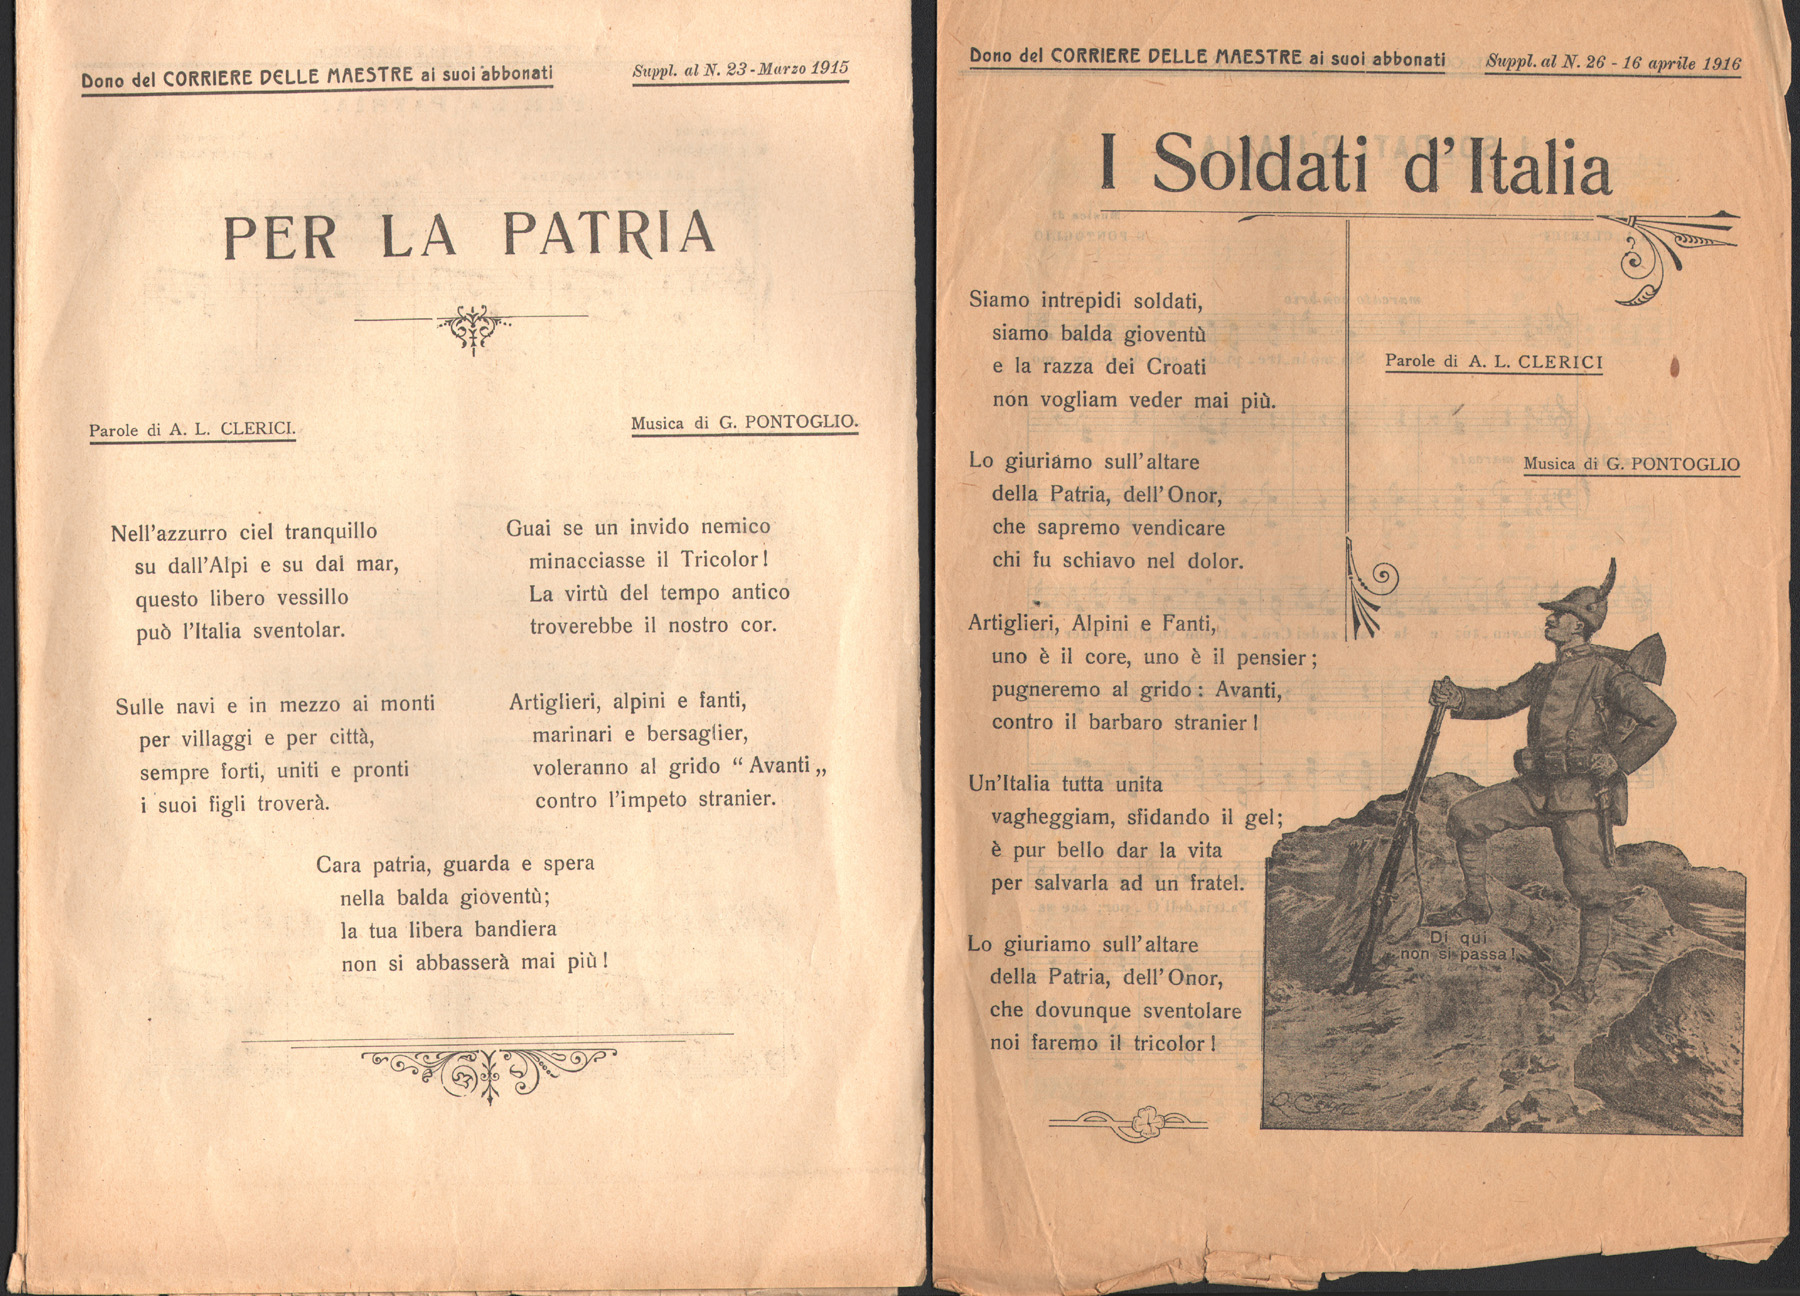 Dono del CORRIERE DELLE MAESTRE ai suoi abbonati
Suppl. al N. 23 - Marzo 1915
PER LA PATRIA
Parole di A. L. CLERICI.
Musica di G. PONTOGLIO.
Nell'azzurro ciel tranquillo
su dall'Alpi e su dal mar,
questo libero vessillo
può l'Italia sventolar.
Sulle navi e in mezzo ai monti
per villaggi e per città,
sempre forti, uniti e pronti
i suoi figli troverà.
Guai se un invido nemico
minacciasse il Tricolor!
La virtù del tempo antico
troverebbe il nostro cor.
Artiglieri, alpini e fanti,
marinari e bersaglier,
voleranno al grido “ Avanti „
contro l'impeto stranier.
Cara patria, guarda e spera
nella balda gioventù;
la tua libera bandiera
non si abbasserà mai più!
Dono del CORRIERE DELLE MAESTRE ai suoi abbonati
Suppl. al N. 26 - 16 aprile 1916
I Soldati d'Italia
Parole di A. L. CLERICI
Musica di G. PONTOGLIO
Siamo intrepidi soldati,
siamo balda gioventù
e la razza dei Croati
non vogliam veder mai più.
Lo giuriamo sull'altare
della Patria, dell'Onor,
che sapremo vendicare
chi fu schiavo nel dolor.
Artiglieri, Alpini e Fanti,
uno è il core, uno è il pensier;
pugneremo al grido: Avanti,
contro il barbaro stranier!
Un'Italia tutta unita
vagheggiam, sfidando il gel;
è pur bello dar la vita
per salvarla ad un fratel.
Lo giuriamo sull'altare
della Patria, dell'Onor,
che dovunque sventolare
noi faremo il tricolor!
Di qui
non si passa!